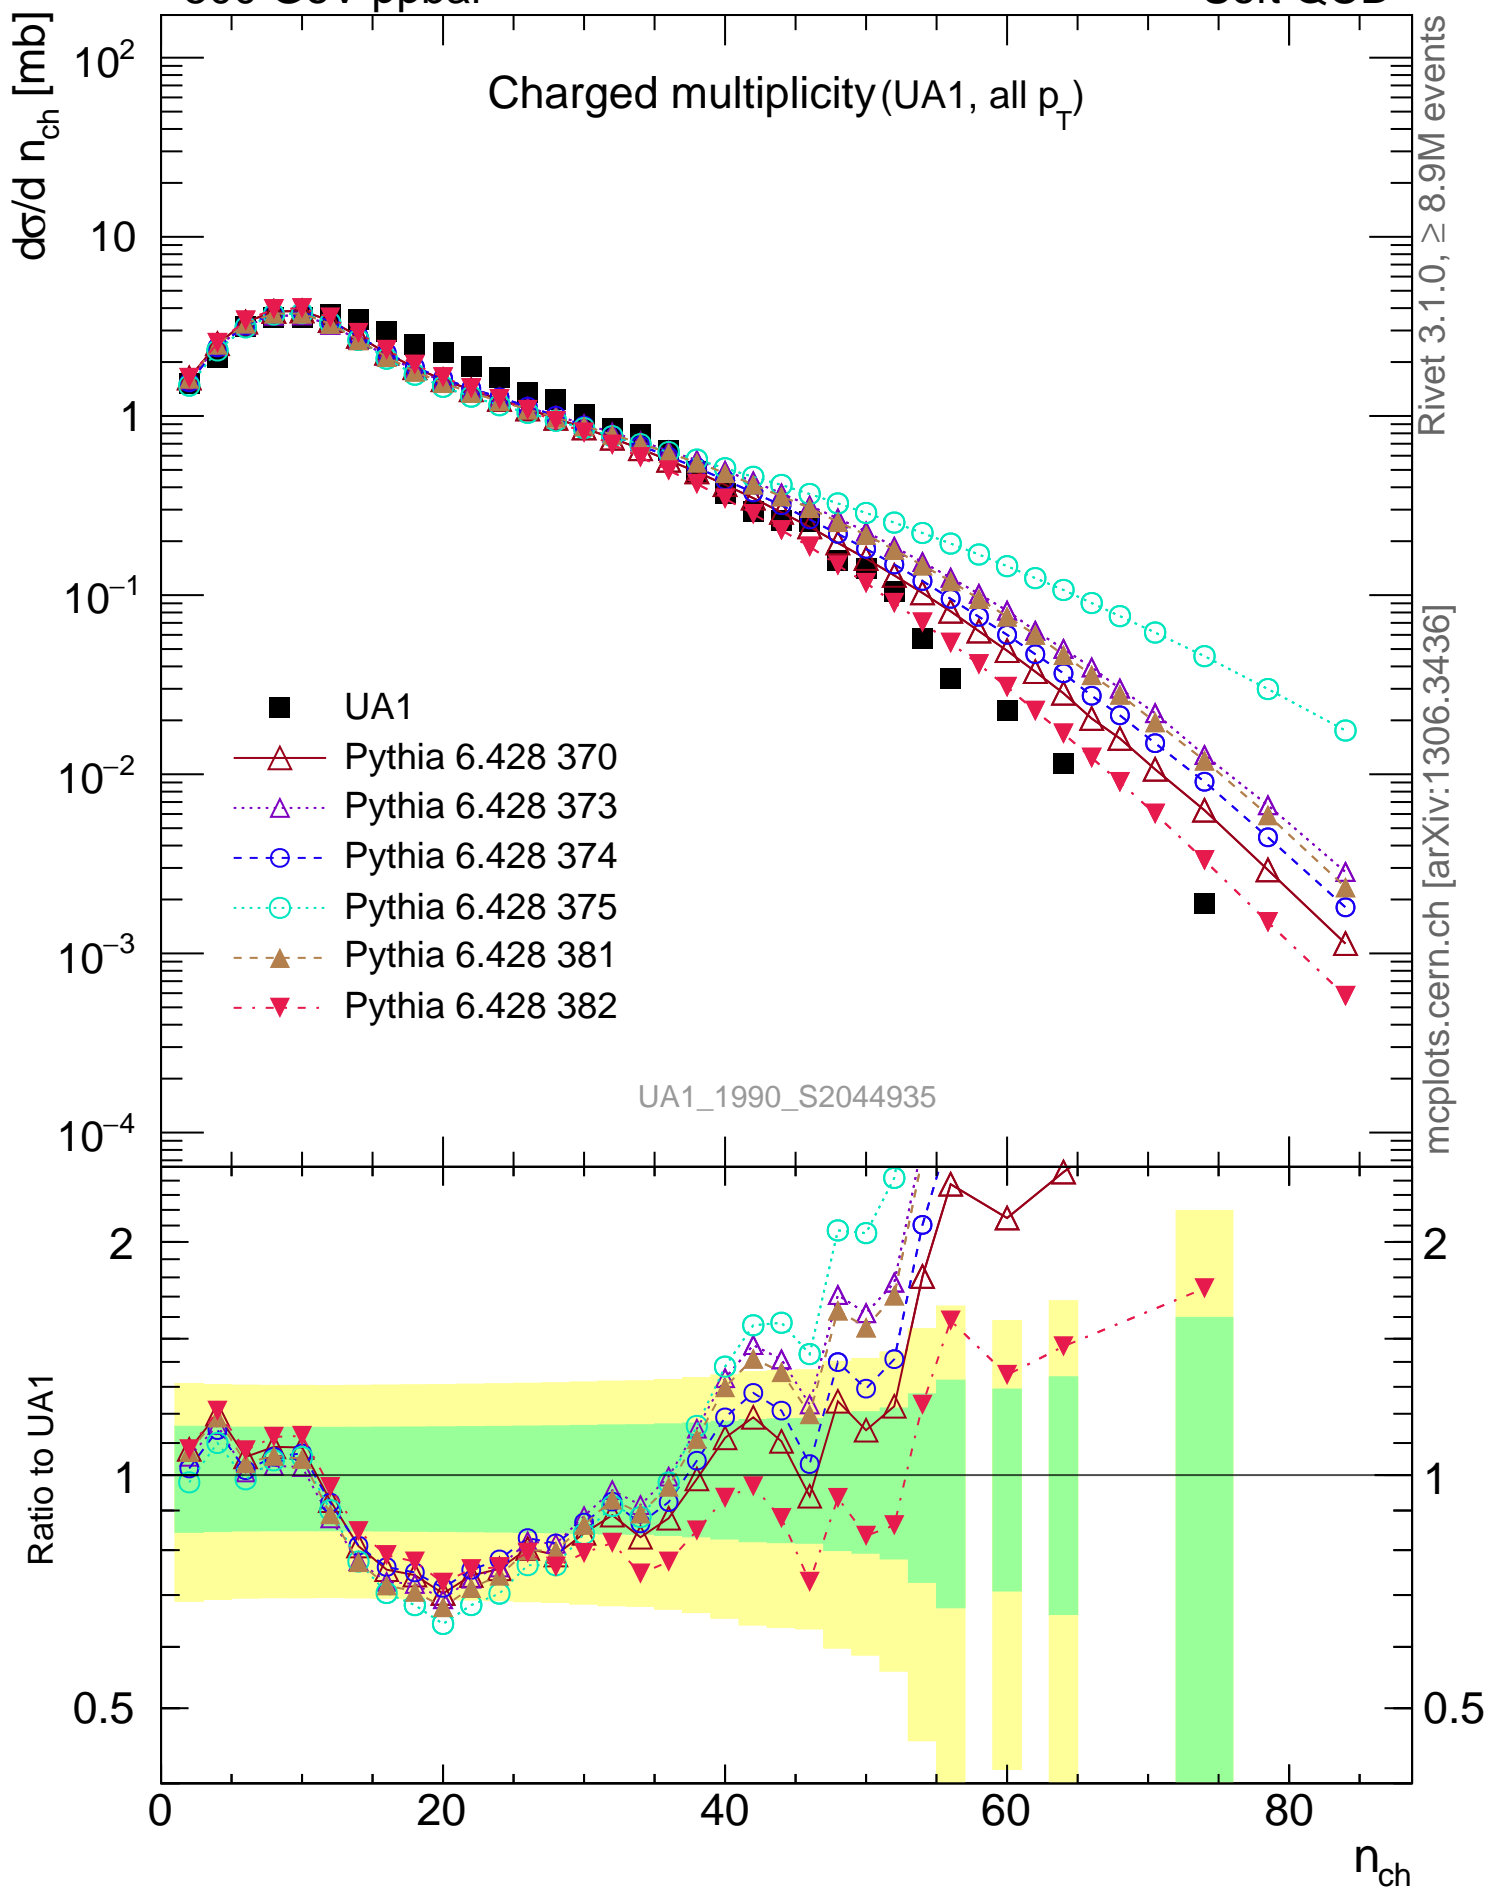 dσ/d n_ch [mb]
Charged multiplicity (UA1, all p_T)
10²
10
1
10⁻¹
10⁻²
10⁻³
10⁻⁴
UA1
Pythia 6.428 370
Pythia 6.428 373
Pythia 6.428 374
Pythia 6.428 375
Pythia 6.428 381
Pythia 6.428 382
UA1_1990_S2044935
Rivet 3.1.0, ≥ 8.9M events
mcplots.cern.ch [arXiv:1306.3436]
Ratio to UA1
2
1
0.5
2
1
0.5
0
20
40
60
80
n_ch